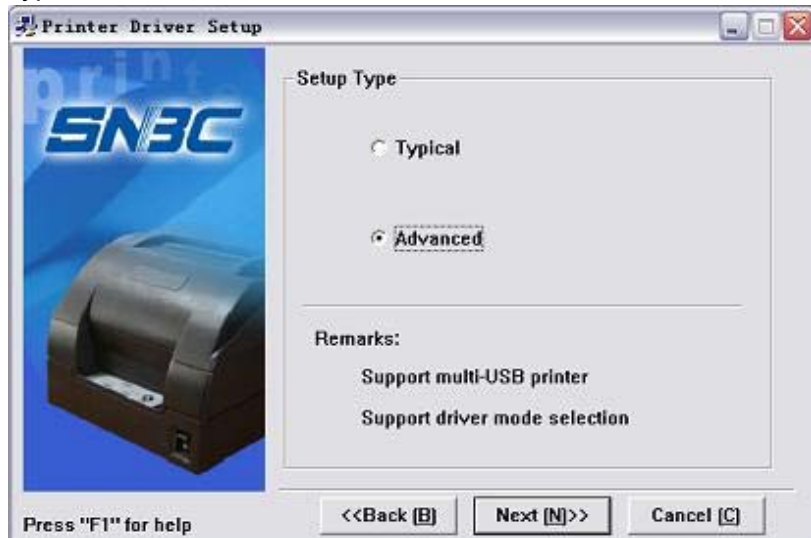 Printer Driver Setup
print
SNBC
Setup Type
Typical
Advanced
Remarks:
Support multi-USB printer
Support driver mode selection
Press "F1" for help
<<Back (B)
Next (N)>>
Cancel (C)